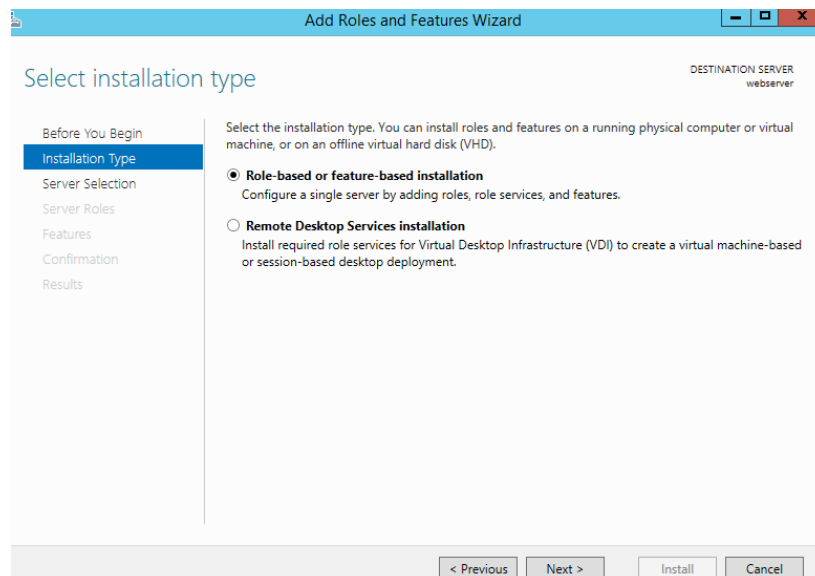 Add Roles and Features Wizard
Select installation type
DESTINATION SERVER
webserver
Before You Begin
Installation Type
Server Selection
Server Roles
Features
Confirmation
Results
Select the installation type. You can install roles and features on a running physical computer or virtual
machine, or on an offline virtual hard disk (VHD).
Role-based or feature-based installation
Configure a single server by adding roles, role services, and features.
Remote Desktop Services installation
Install required role services for Virtual Desktop Infrastructure (VDI) to create a virtual machine-based
or session-based desktop deployment.
< Previous Next > Install Cancel